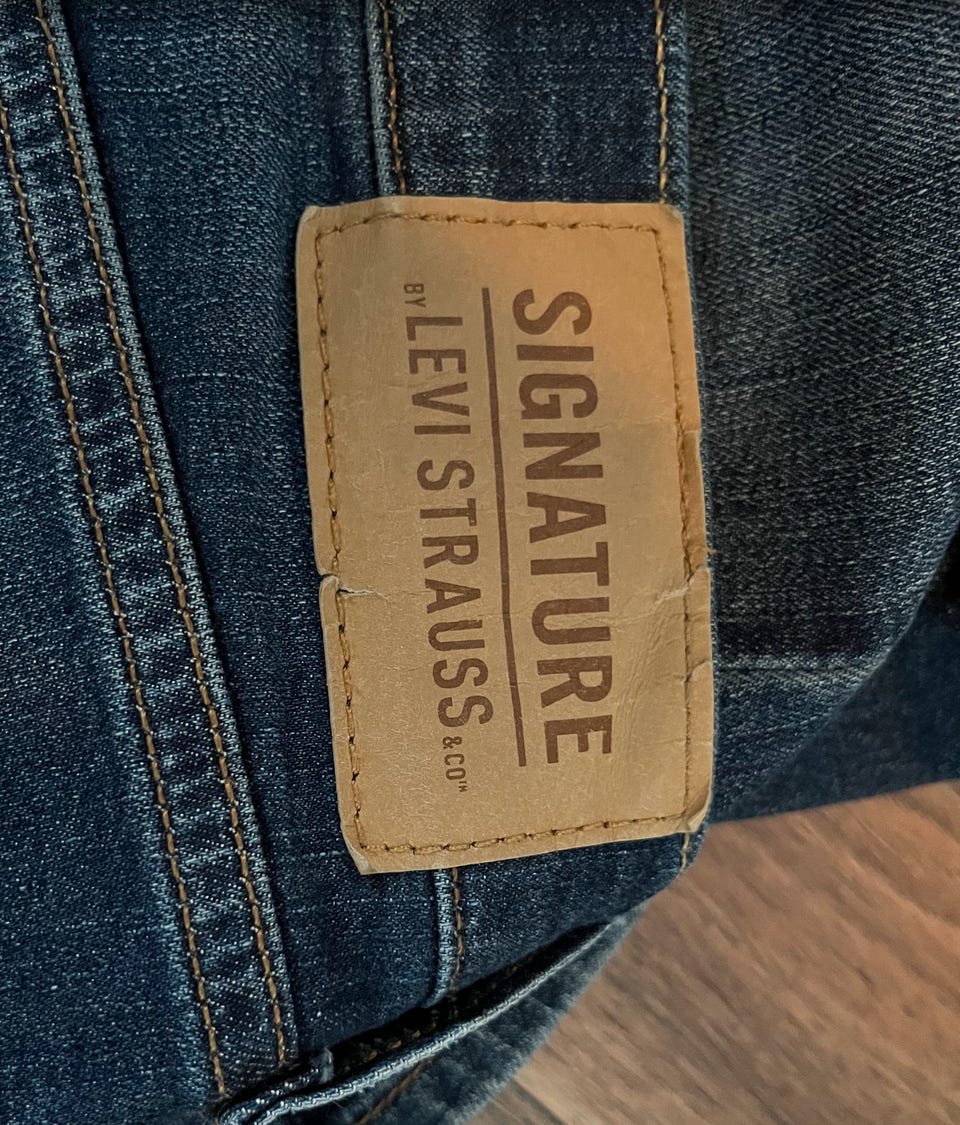 SIGNATURE
BY LEVI STRAUSS & CO™